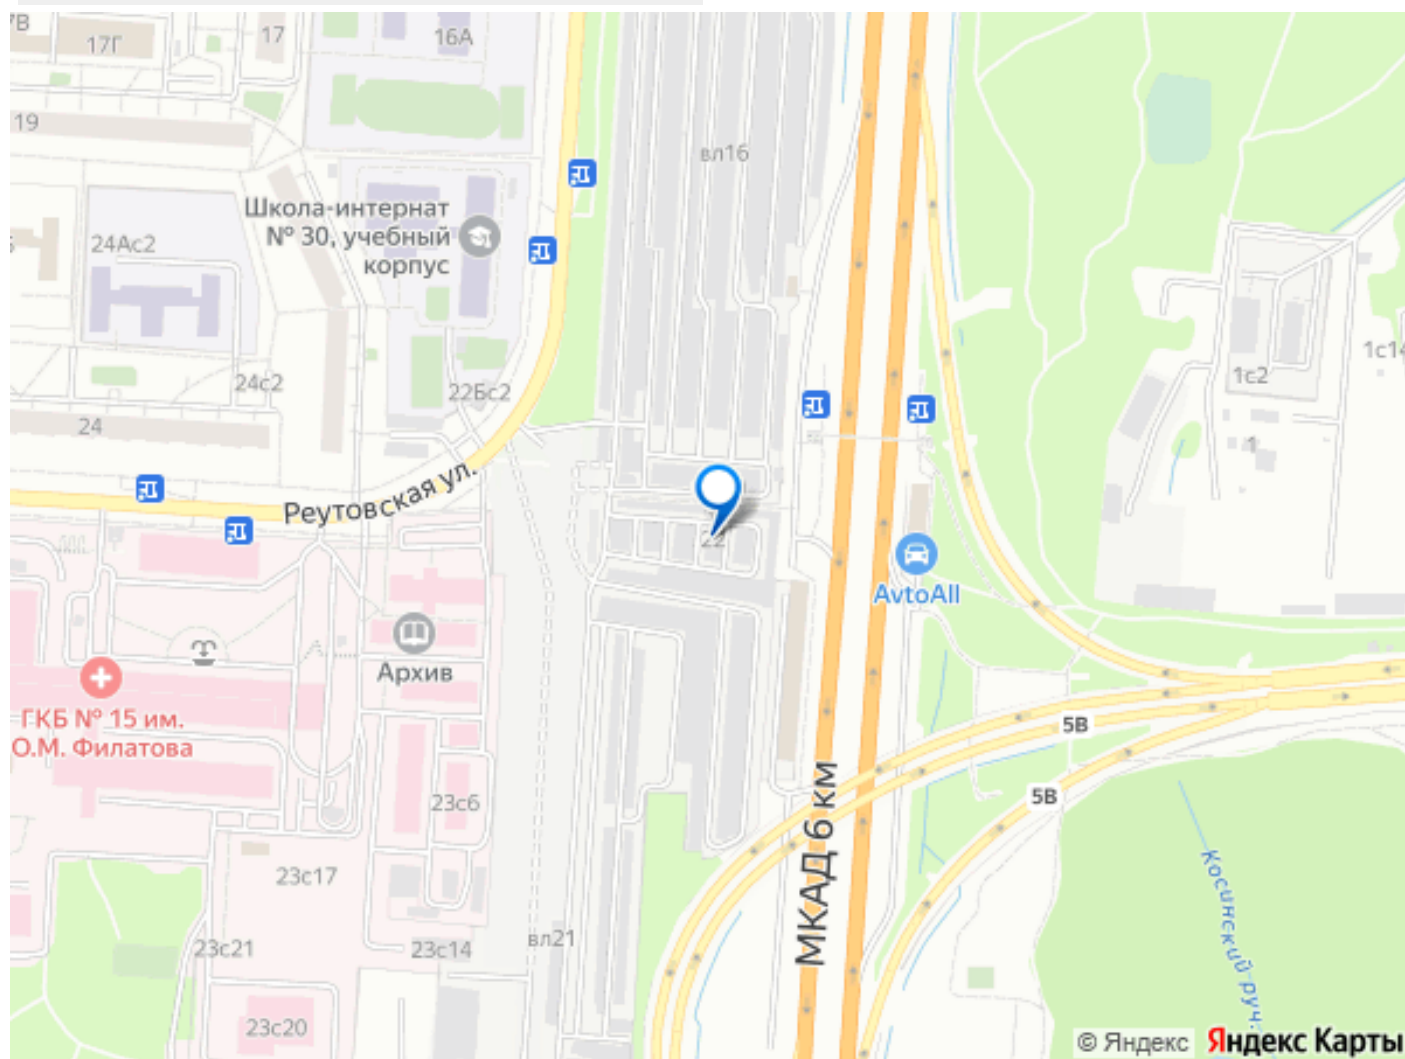 17Г
17
16А
19
вл16
Школа-интернат
№ 30, учебный
корпус
24Ас2
24с2
22Бс2
24
1с2
1с14
1
Реутовская ул.
22
AvtoAll
Архив
ГКБ № 15 им.
О.М. Филатова
5В
5В
МКАД 6 км
23с6
23с17
Косинский руч.
23с21
23с14
вл21
23с20
© Яндекс Яндекс Карты